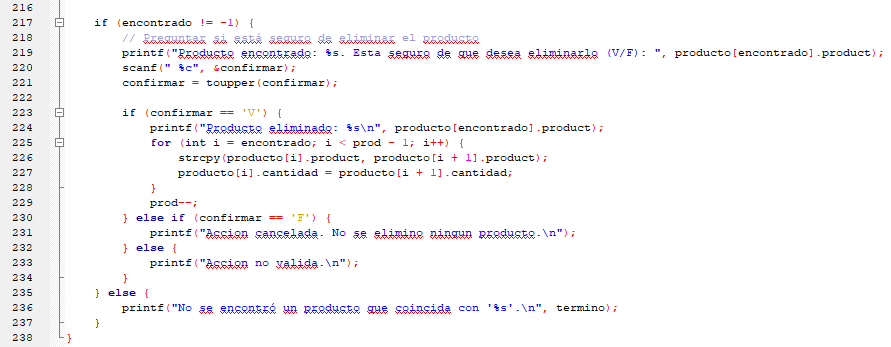 216
217 if (encontrado != -1) {
218 // Preguntar si está seguro de eliminar el producto
219 printf("Producto encontrado: %s. Esta seguro de que desea eliminarlo (V/F): ", producto[encontrado].product);
220 scanf(" %c", &confirmar);
221 confirmar = toupper(confirmar);
222
223 if (confirmar == 'V') {
224 printf("Producto eliminado: %s\n", producto[encontrado].product);
225 for (int i = encontrado; i < prod - 1; i++) {
226 strcpy(producto[i].product, producto[i + 1].product);
227 producto[i].cantidad = producto[i + 1].cantidad;
228 }
229 prod--;
230 } else if (confirmar == 'F') {
231 printf("Accion cancelada. No se elimino ningun producto.\n");
232 } else {
233 printf("Accion no valida.\n");
234 }
235 } else {
236 printf("No se encontró un producto que coincida con '%s'.\n", termino);
237 }
238 }